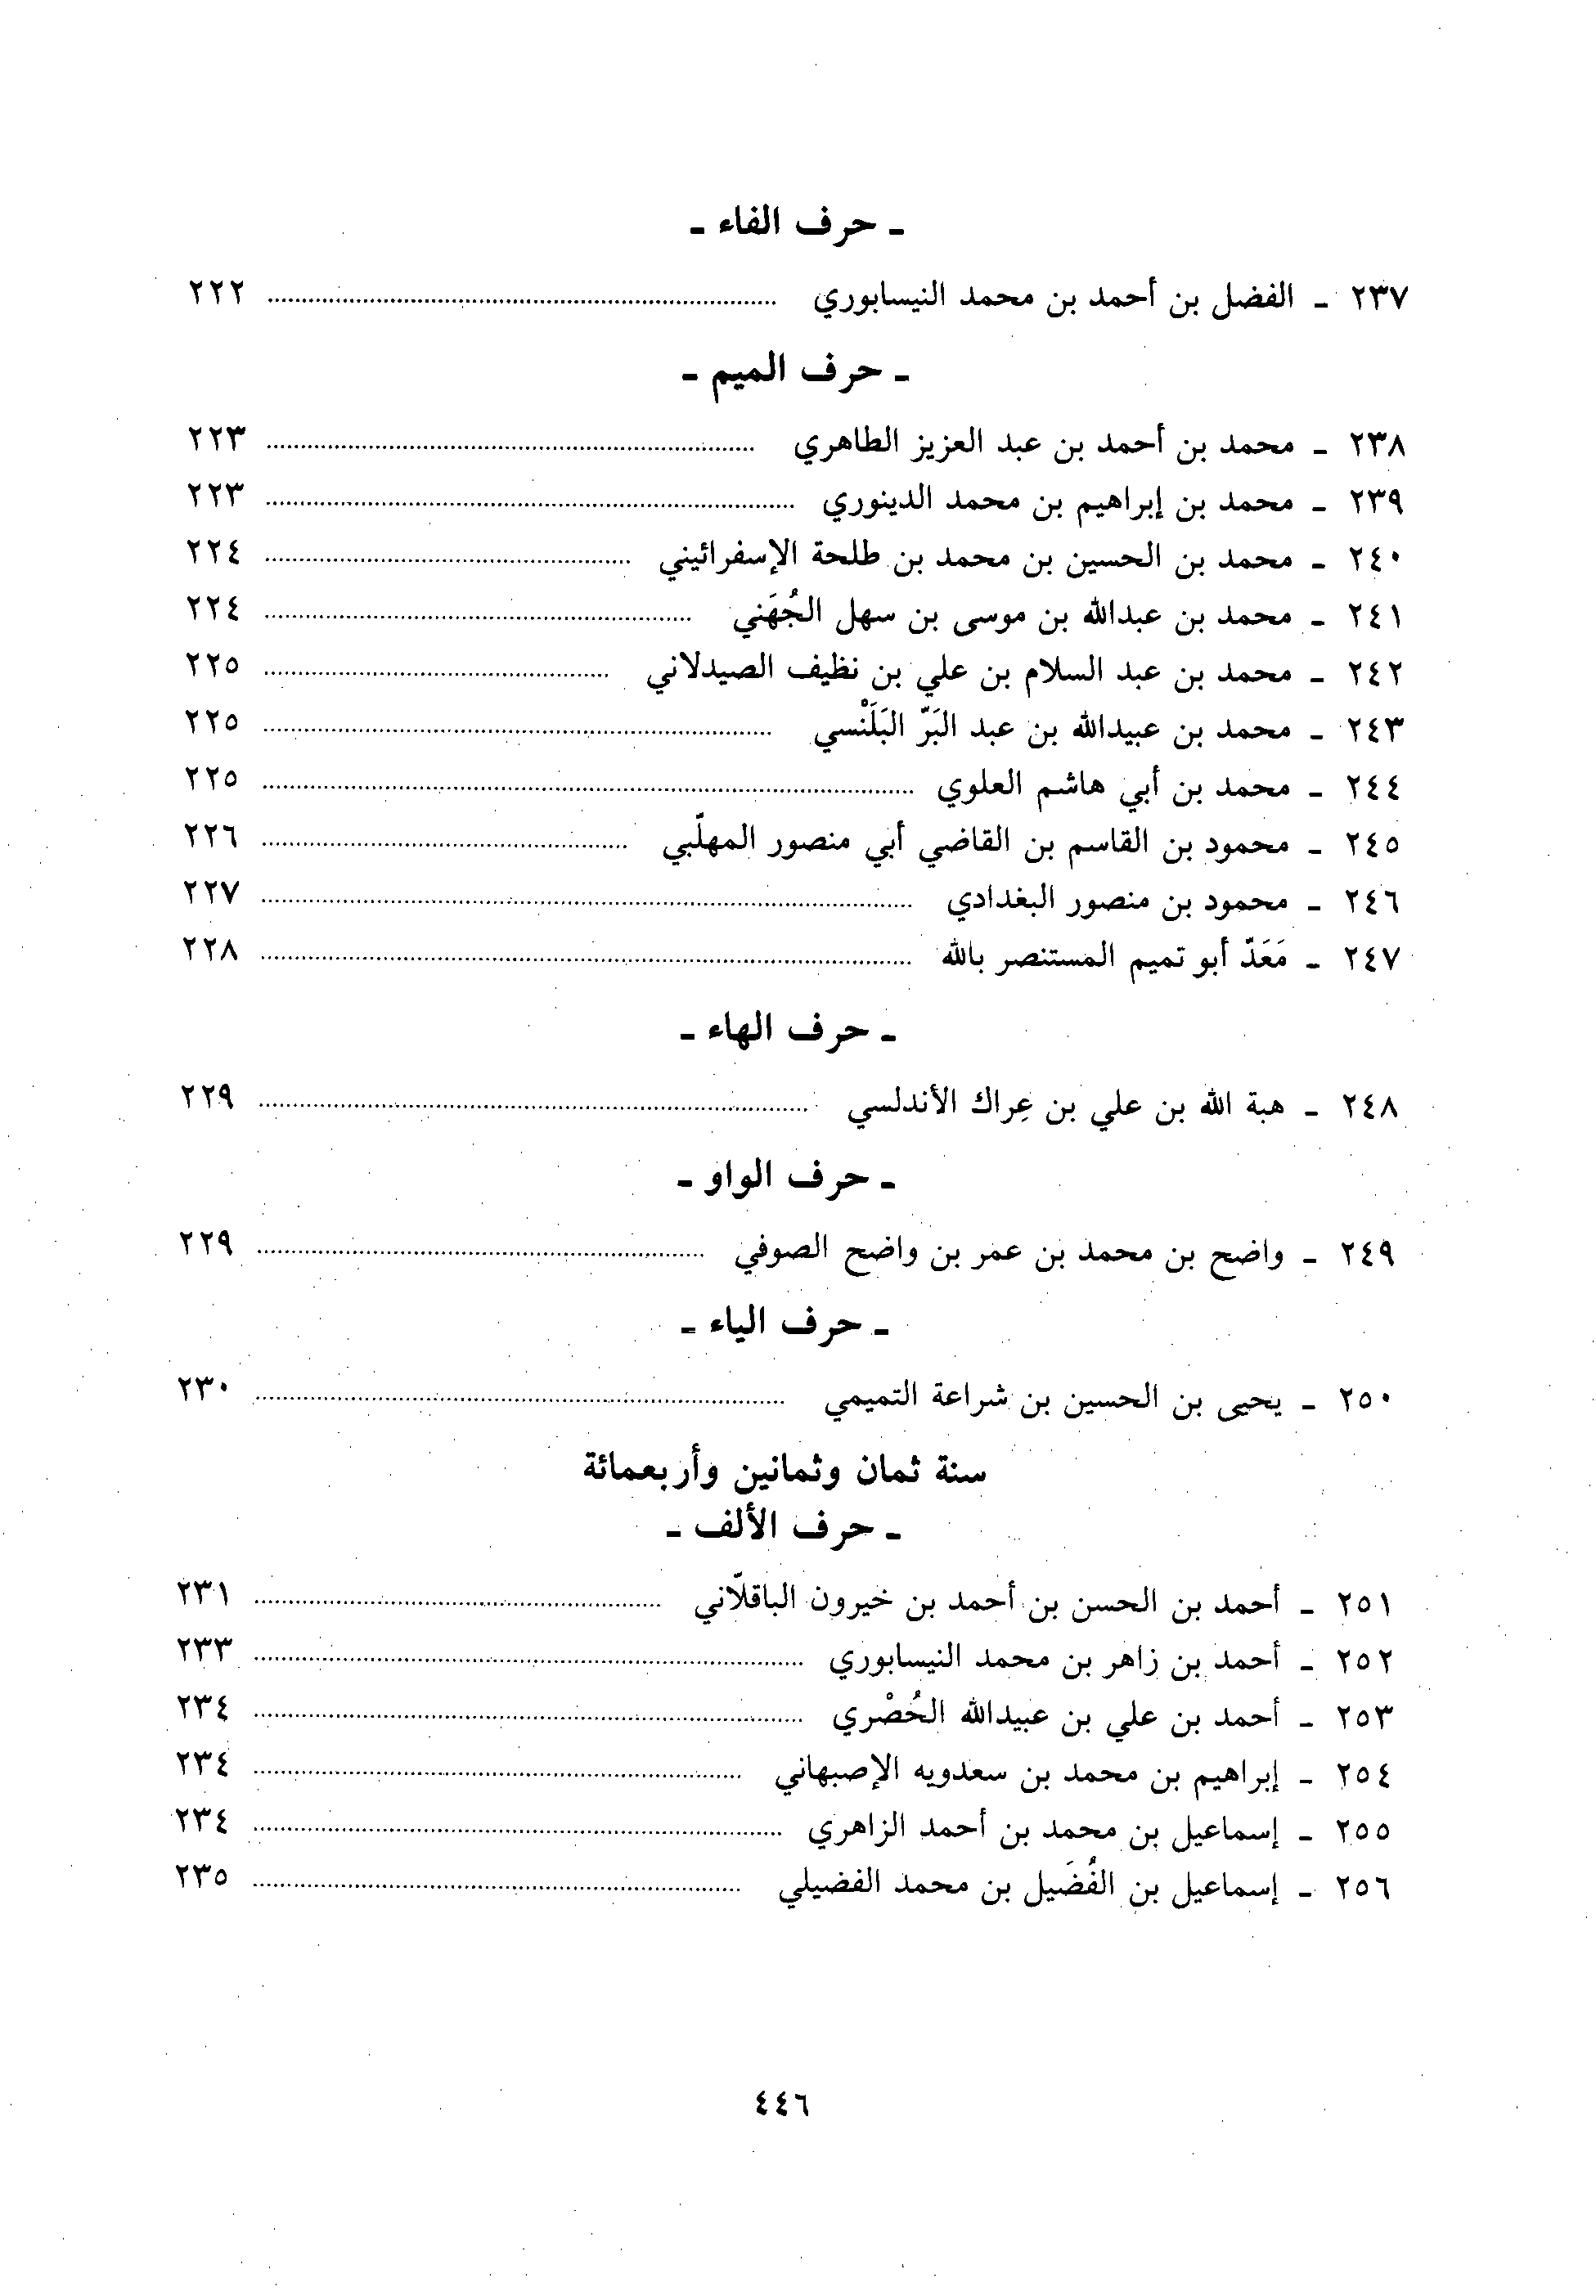 ـ حرف الفاء ـ
٢٣٧ ـ الفضل بن أحمد بن محمد النيسابوري ........ ٢٢٢
ـ حرف الميم ـ
٢٣٨ ـ محمد بن أحمد بن عبد العزيز الطاهري ........ ٢٢٣
٢٣٩ ـ محمد بن إبراهيم بن محمد الدينوري ........ ٢٢٣
٢٤٠ ـ محمد بن الحسين بن محمد بن طلحة الإسفرائيني ........ ٢٢٤
٢٤١ ـ محمد بن عبدالله بن موسى بن سهل الجُهَني ........ ٢٢٤
٢٤٢ ـ محمد بن عبد السلام بن علي بن نظيف الصيدلاني ........ ٢٢٥
٢٤٣ ـ محمد بن عبيدالله بن عبد البَرّ البَلَنْسي ........ ٢٢٥
٢٤٤ ـ محمد بن أبي هاشم العلوي ........ ٢٢٥
٢٤٥ ـ محمود بن القاسم بن القاضي أبي منصور المهلّبي ........ ٢٢٦
٢٤٦ ـ محمود بن منصور البغدادي ........ ٢٢٧
٢٤٧ ـ مَعَدّ أبو تميم المستنصر بالله ........ ٢٢٨
ـ حرف الهاء ـ
٢٤٨ ـ هبة الله بن علي بن عِراك الأندلسي ........ ٢٢٩
ـ حرف الواو ـ
٢٤٩ ـ واضح بن محمد بن عمر بن واضح الصوفي ........ ٢٢٩
ـ حرف الياء ـ
٢٥٠ ـ يحيى بن الحسين بن شراعة التميمي ........ ٢٣٠
سنة ثمان وثمانين وأربعمائة
ـ حرف الألف ـ
٢٥١ ـ أحمد بن الحسن بن أحمد بن خيرون الباقلّاني ........ ٢٣١
٢٥٢ ـ أحمد بن زاهر بن محمد النيسابوري ........ ٢٣٣
٢٥٣ ـ أحمد بن علي بن عبيدالله الحُصْري ........ ٢٣٤
٢٥٤ ـ إبراهيم بن محمد بن سعدويه الإصبهاني ........ ٢٣٤
٢٥٥ ـ إسماعيل بن محمد بن أحمد الزاهري ........ ٢٣٤
٢٥٦ ـ إسماعيل بن الفُضَيل بن محمد الفضيلي ........ ٢٣٥
٤٤٦